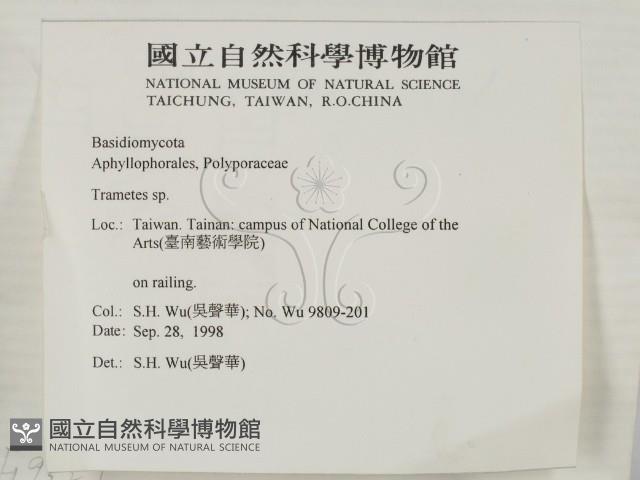 國立自然科學博物館
NATIONAL MUSEUM OF NATURAL SCIENCE
TAICHUNG, TAIWAN, R.O.CHINA
Basidiomycota
Aphyllophorales, Polyporaceae
Trametes sp.
Loc.: Taiwan. Tainan: campus of National College of the
Arts(臺南藝術學院)
on railing.
Col.: S.H. Wu(吳聲華); No. Wu 9809-201
Date: Sep. 28, 1998
Det.: S.H. Wu(吳聲華)
國立自然科學博物館
NATIONAL MUSEUM OF NATURAL SCIENCE